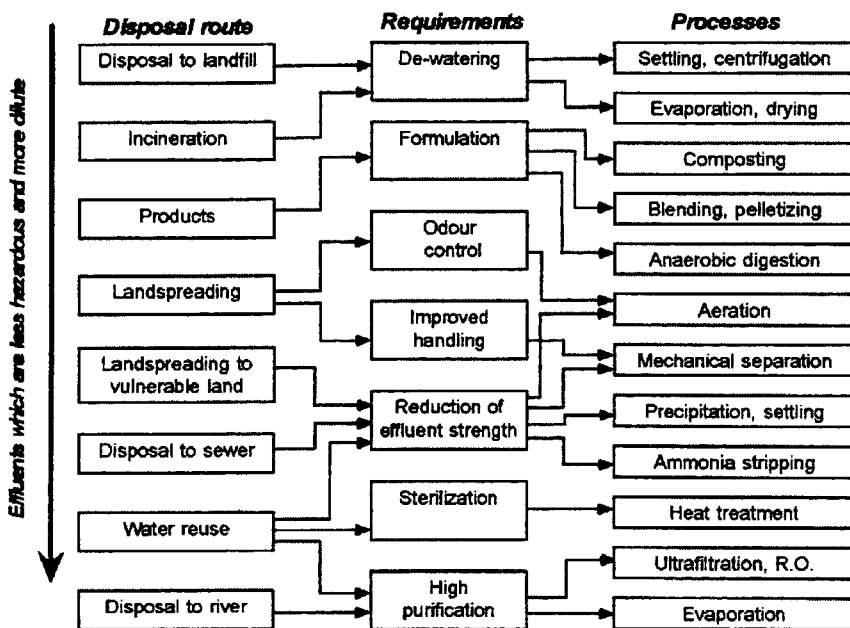 Disposal route
Requirements
Processes
Effluents which are less hazardous and more dilute
Disposal to landfill
Incineration
Products
Landspreading
Landspreading to
vulnerable land
Disposal to sewer
Water reuse
Disposal to river
De-watering
Formulation
Odour
control
Improved
handling
Reduction of
effluent strength
Sterilization
High
purification
Settling, centrifugation
Evaporation, drying
Composting
Blending, pelletizing
Anaerobic digestion
Aeration
Mechanical separation
Precipitation, settling
Ammonia stripping
Heat treatment
Ultrafiltration, R.O.
Evaporation